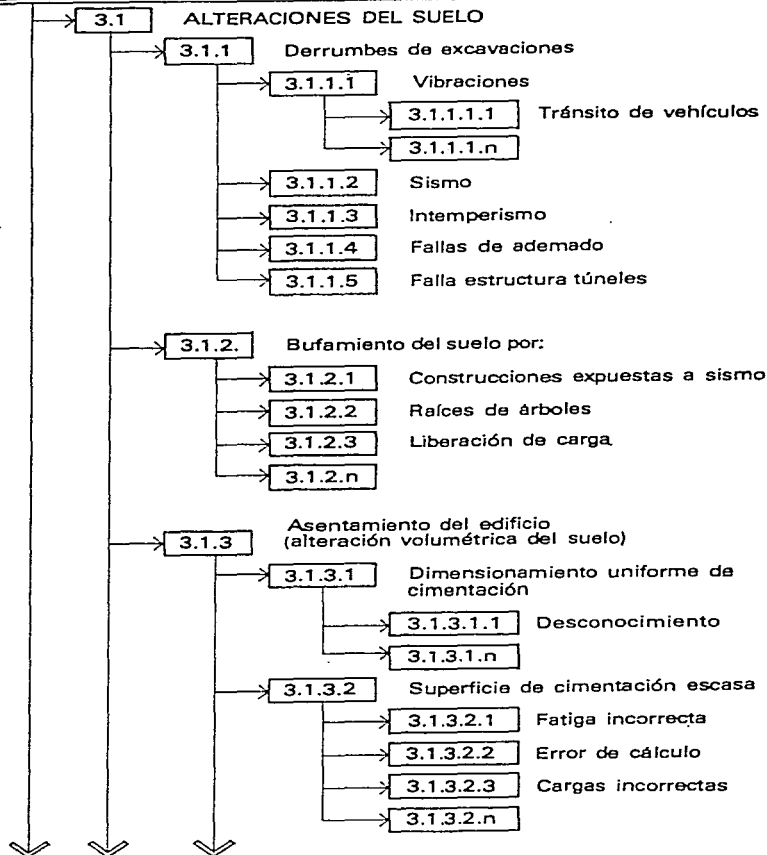 3.1 ALTERACIONES DEL SUELO
3.1.1 Derrumbes de excavaciones
3.1.1.1 Vibraciones
3.1.1.1.1 Tránsito de vehículos
3.1.1.1.n
3.1.1.2 Sismo
3.1.1.3 Intemperismo
3.1.1.4 Fallas de ademado
3.1.1.5 Falla estructura túneles
3.1.2. Bufamiento del suelo por:
3.1.2.1 Construcciones expuestas a sismo
3.1.2.2 Raíces de árboles
3.1.2.3 Liberación de carga
3.1.2.n
Asentamiento del edificio
3.1.3 (alteración volumétrica del suelo)
3.1.3.1 Dimensionamiento uniforme de
cimentación
3.1.3.1.1 Desconocimiento
3.1.3.1.n
3.1.3.2 Superficie de cimentación escasa
3.1.3.2.1 Fatiga incorrecta
3.1.3.2.2 Error de cálculo
3.1.3.2.3 Cargas incorrectas
3.1.3.2.n